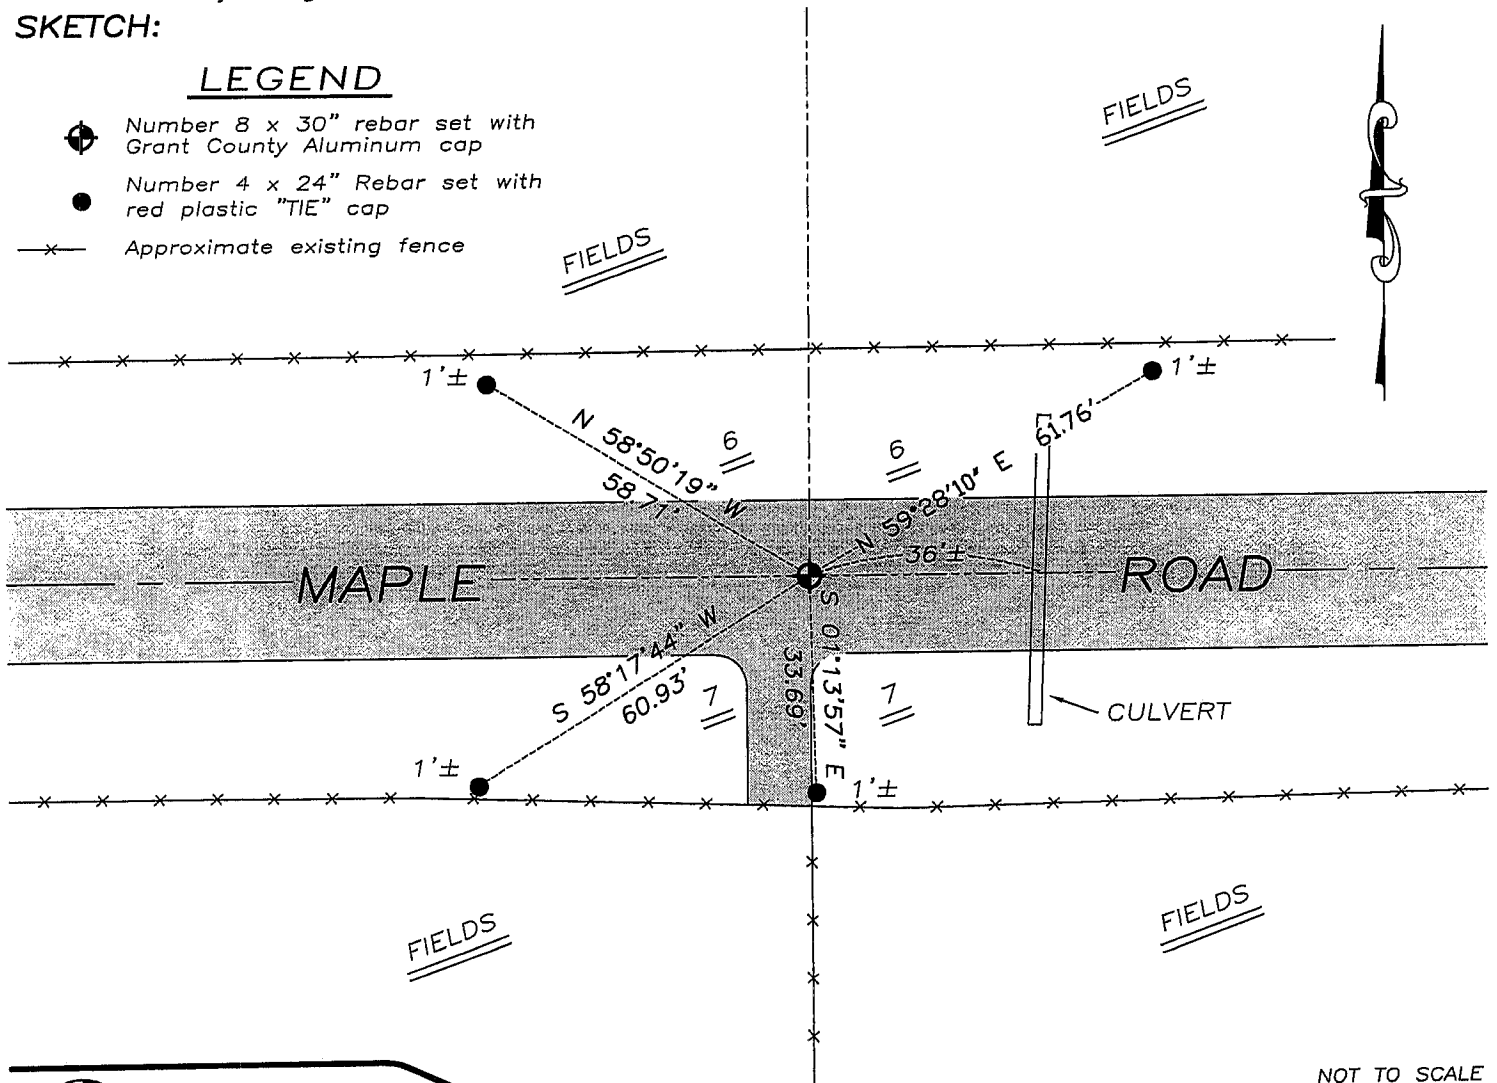 SKETCH:
LEGEND
Number 8 x 30" rebar set with
Grant County Aluminum cap
Number 4 x 24" Rebar set with
red plastic "TIE" cap
Approximate existing fence
FIELDS
FIELDS
1'±
1'±
N 58°50'19" W
58.71'
6
6
N 59°28'10" E
61.76'
36'±
MAPLE ROAD
S 58°17'44" W
60.93'
S 01°13'57" E
33.69'
7
7
CULVERT
1'±
1'±
FIELDS
FIELDS
NOT TO SCALE